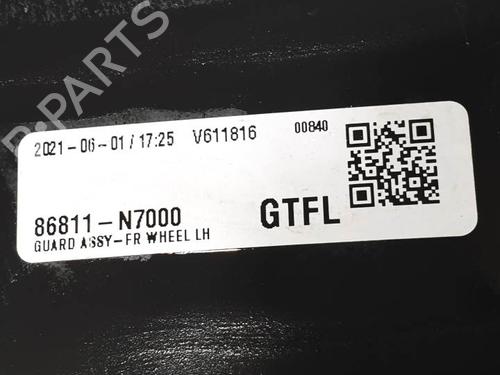 B-PARTS
2021-06-01/17:25 V611816 00840
86811-N7000 GTFL
GUARD ASSY-FR WHEEL LH